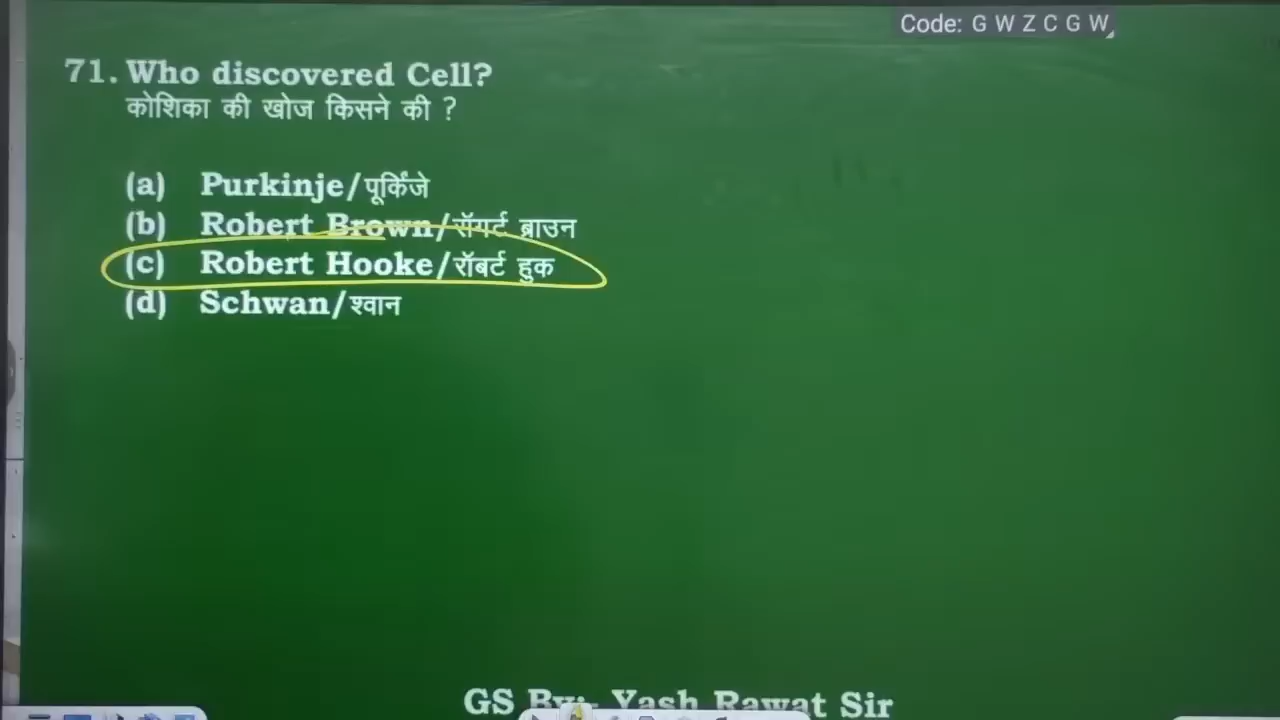 Code: G W Z C G W
71. Who discovered Cell?
कोशिका की खोज किसने की ?
(a) Purkinje/पूर्किंजे
(b) Robert Brown/रॉबर्ट ब्राउन
(c) Robert Hooke/रॉबर्ट हुक
(d) Schwan/श्वान
GS By:- Yash Rawat Sir